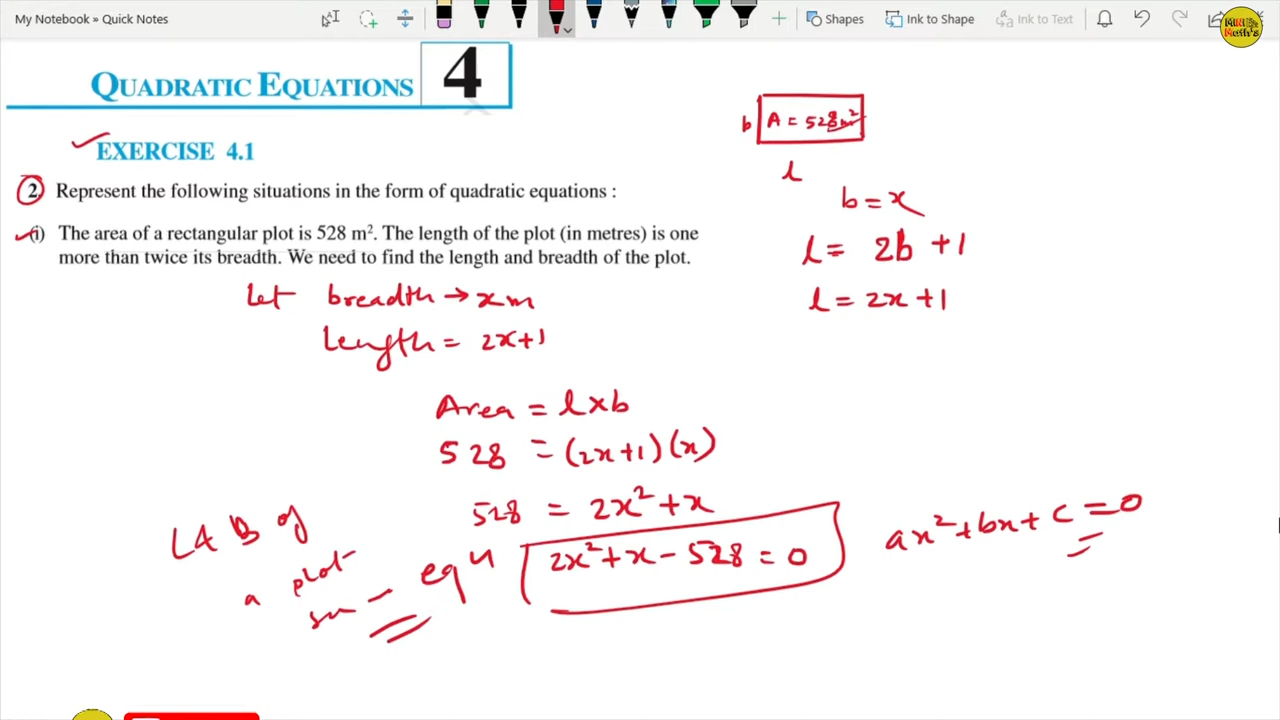 My Notebook » Quick Notes
Shapes
Ink to Shape
Ink to Text
MiNi
Math's
QUADRATIC EQUATIONS 4
EXERCISE 4.1
2. Represent the following situations in the form of quadratic equations :
(i) The area of a rectangular plot is 528 m². The length of the plot (in metres) is one
more than twice its breadth. We need to find the length and breadth of the plot.
b A = 528m²
l
b = x
l = 2b + 1
l = 2x + 1
Let breadth → x m
length = 2x+1
Area = l x b
528 = (2x+1)(x)
528 = 2x² + x
2x² + x - 528 = 0
ax² + bx + c = 0
L & B of
a plot
eqⁿ